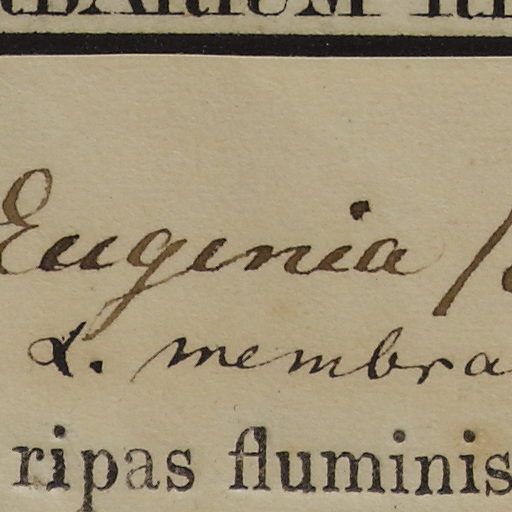 Eugenia
α. membra
ripas fluminis